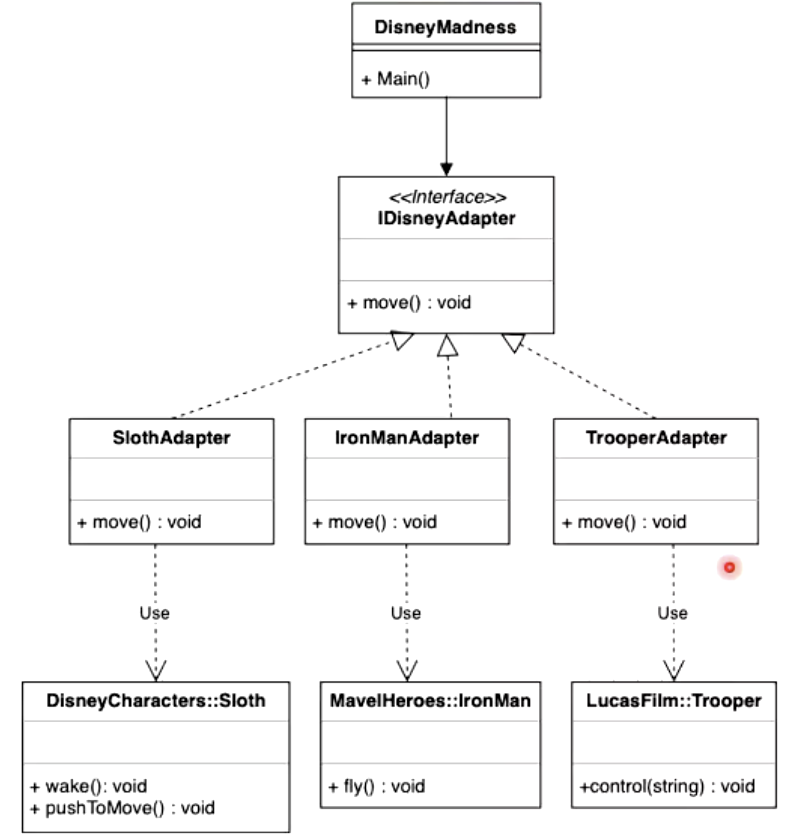 DisneyMadness
+ Main()
<<Interface>>
IDisneyAdapter
+ move() : void
SlothAdapter
+ move() : void
IronManAdapter
+ move() : void
TrooperAdapter
+ move() : void
Use
Use
Use
DisneyCharacters::Sloth
+ wake(): void
+ pushToMove() : void
MavelHeroes::IronMan
+ fly() : void
LucasFilm::Trooper
+control(string) : void